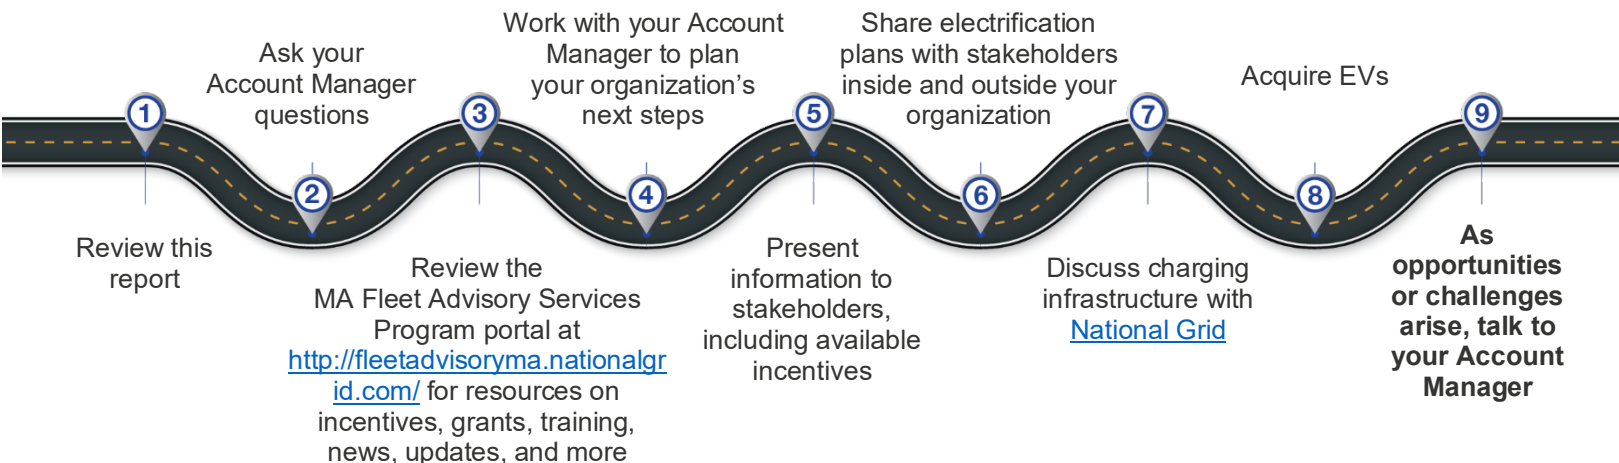 1
Review this
report
2
Ask your
Account Manager
questions
3
Review the
MA Fleet Advisory Services
Program portal at
http://fleetadvisoryma.nationalgr
id.com/ for resources on
incentives, grants, training,
news, updates, and more
4
Work with your Account
Manager to plan
your organization’s
next steps
5
Present
information to
stakeholders,
including available
incentives
6
Share electrification
plans with stakeholders
inside and outside your
organization
7
Discuss charging
infrastructure with
National Grid
8
Acquire EVs
9
As
opportunities
or challenges
arise, talk to
your Account
Manager